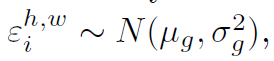 ε_i^{h,w} ∼ N(μ_g, σ_g^2),